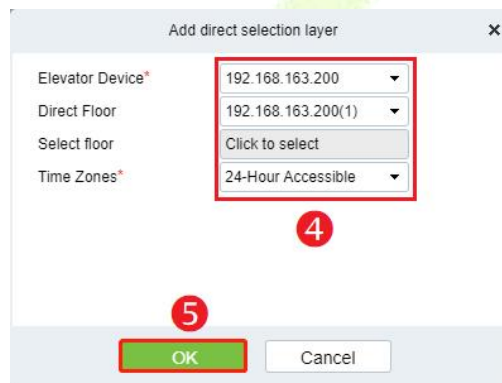 Add direct selection layer ×
Elevator Device* 192.168.163.200
Direct Floor 192.168.163.200(1)
Select floor Click to select
Time Zones* 24-Hour Accessible
4
5
OK Cancel